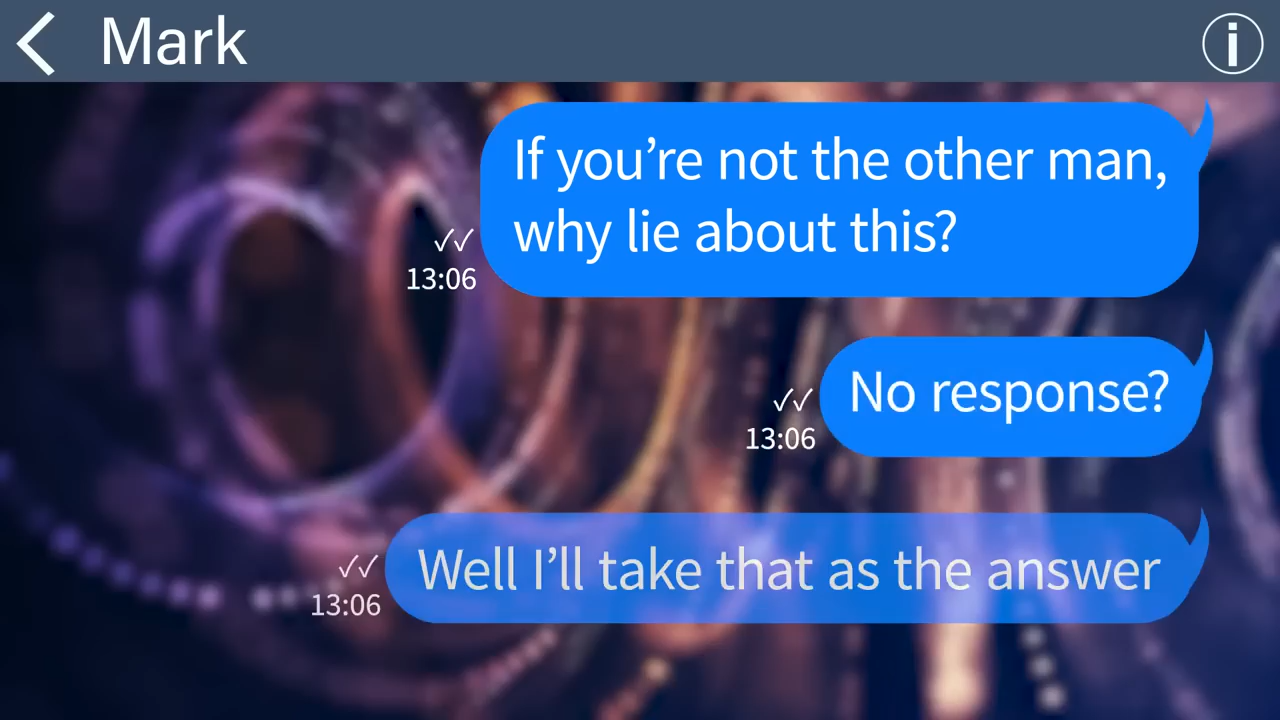 Mark
If you’re not the other man,
why lie about this?
13:06
No response?
13:06
Well I’ll take that as the answer
13:06